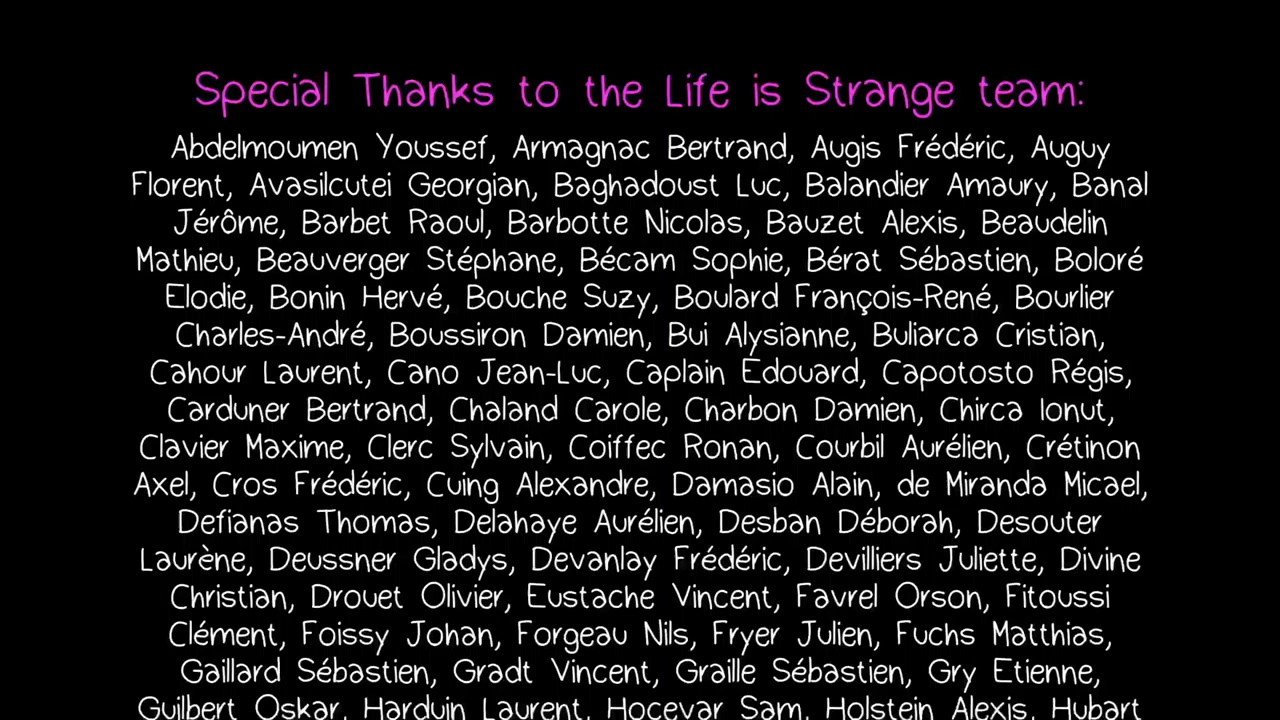 Special Thanks to the Life is Strange team:
Abdelmoumen Youssef, Armagnac Bertrand, Augis Frédéric, Auguy
Florent, Avasilcutei Georgian, Baghadoust Luc, Balandier Amaury, Banal
Jérôme, Barbet Raoul, Barbotte Nicolas, Bauzet Alexis, Beaudelin
Mathieu, Beauverger Stéphane, Bécam Sophie, Bérat Sébastien, Boloré
Elodie, Bonin Hervé, Bouche Suzy, Boulard François-René, Bourlier
Charles-André, Boussiron Damien, Bui Alysianne, Buliarca Cristian,
Cahour Laurent, Cano Jean-Luc, Caplain Edouard, Capotosto Régis,
Carduner Bertrand, Chaland Carole, Charbon Damien, Chirca Ionut,
Clavier Maxime, Clerc Sylvain, Coiffec Ronan, Courbil Aurélien, Crétinon
Axel, Cros Frédéric, Cuing Alexandre, Damasio Alain, de Miranda Micael,
Defianas Thomas, Delahaye Aurélien, Desban Déborah, Desouter
Laurène, Deussner Gladys, Devanlay Frédéric, Devilliers Juliette, Divine
Christian, Drouet Olivier, Eustache Vincent, Favrel Orson, Fitoussi
Clément, Foissy Johan, Forgeau Nils, Fryer Julien, Fuchs Matthias,
Gaillard Sébastien, Gradt Vincent, Graille Sébastien, Gry Etienne,
Guilbert Oskar, Harduin Laurent, Hocevar Sam, Holstein Alexis, Hubart